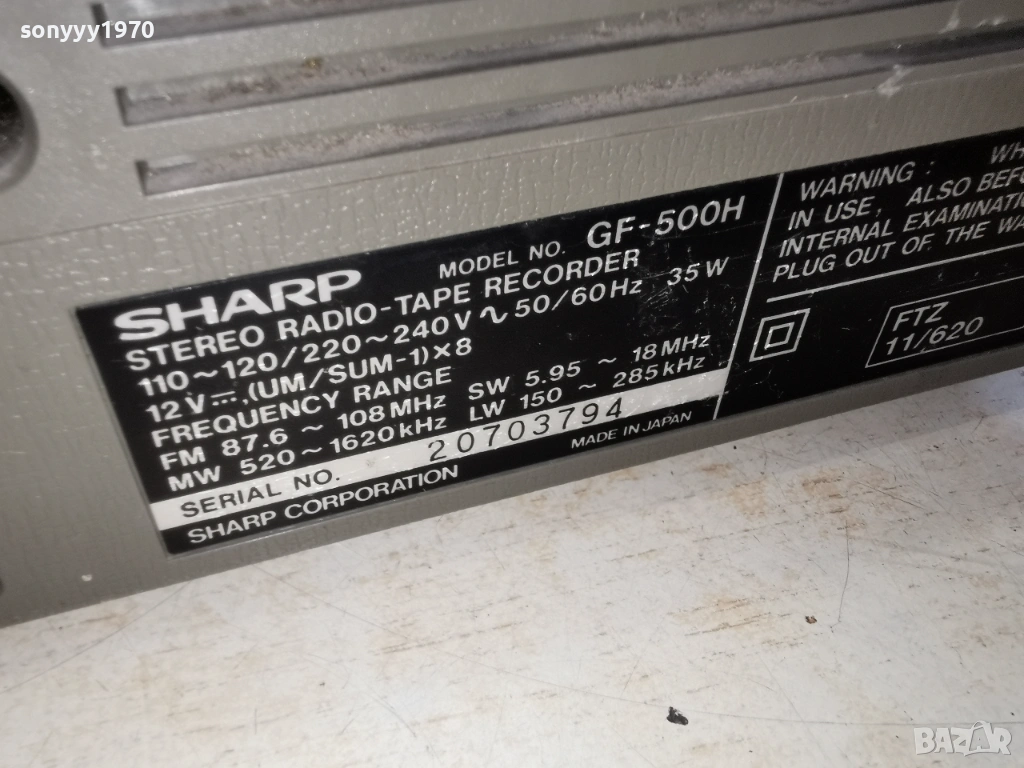 sonyyy1970
SHARP MODEL NO. GF-500H
STEREO RADIO-TAPE RECORDER
110~120/220~240V ∿ 50/60Hz 35W
12V⎓,(UM/SUM-1)×8
FREQUENCY RANGE
FM 87.6 ~ 108MHz SW 5.95 ~ 18MHz
MW 520~1620kHz LW 150 ~ 285kHz
SERIAL NO. 20703794
SHARP CORPORATION MADE IN JAPAN
WARNING :
IN USE, ALSO
INTERNAL
PLUG OUT OF THE
FTZ
11/620
BAZAR